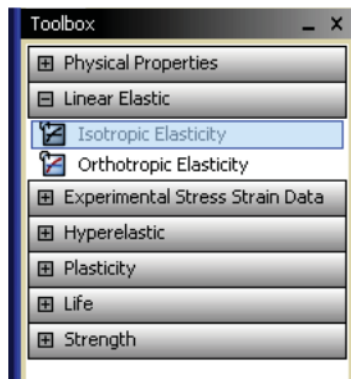 Toolbox
Physical Properties
Linear Elastic
Isotropic Elasticity
Orthotropic Elasticity
Experimental Stress Strain Data
Hyperelastic
Plasticity
Life
Strength